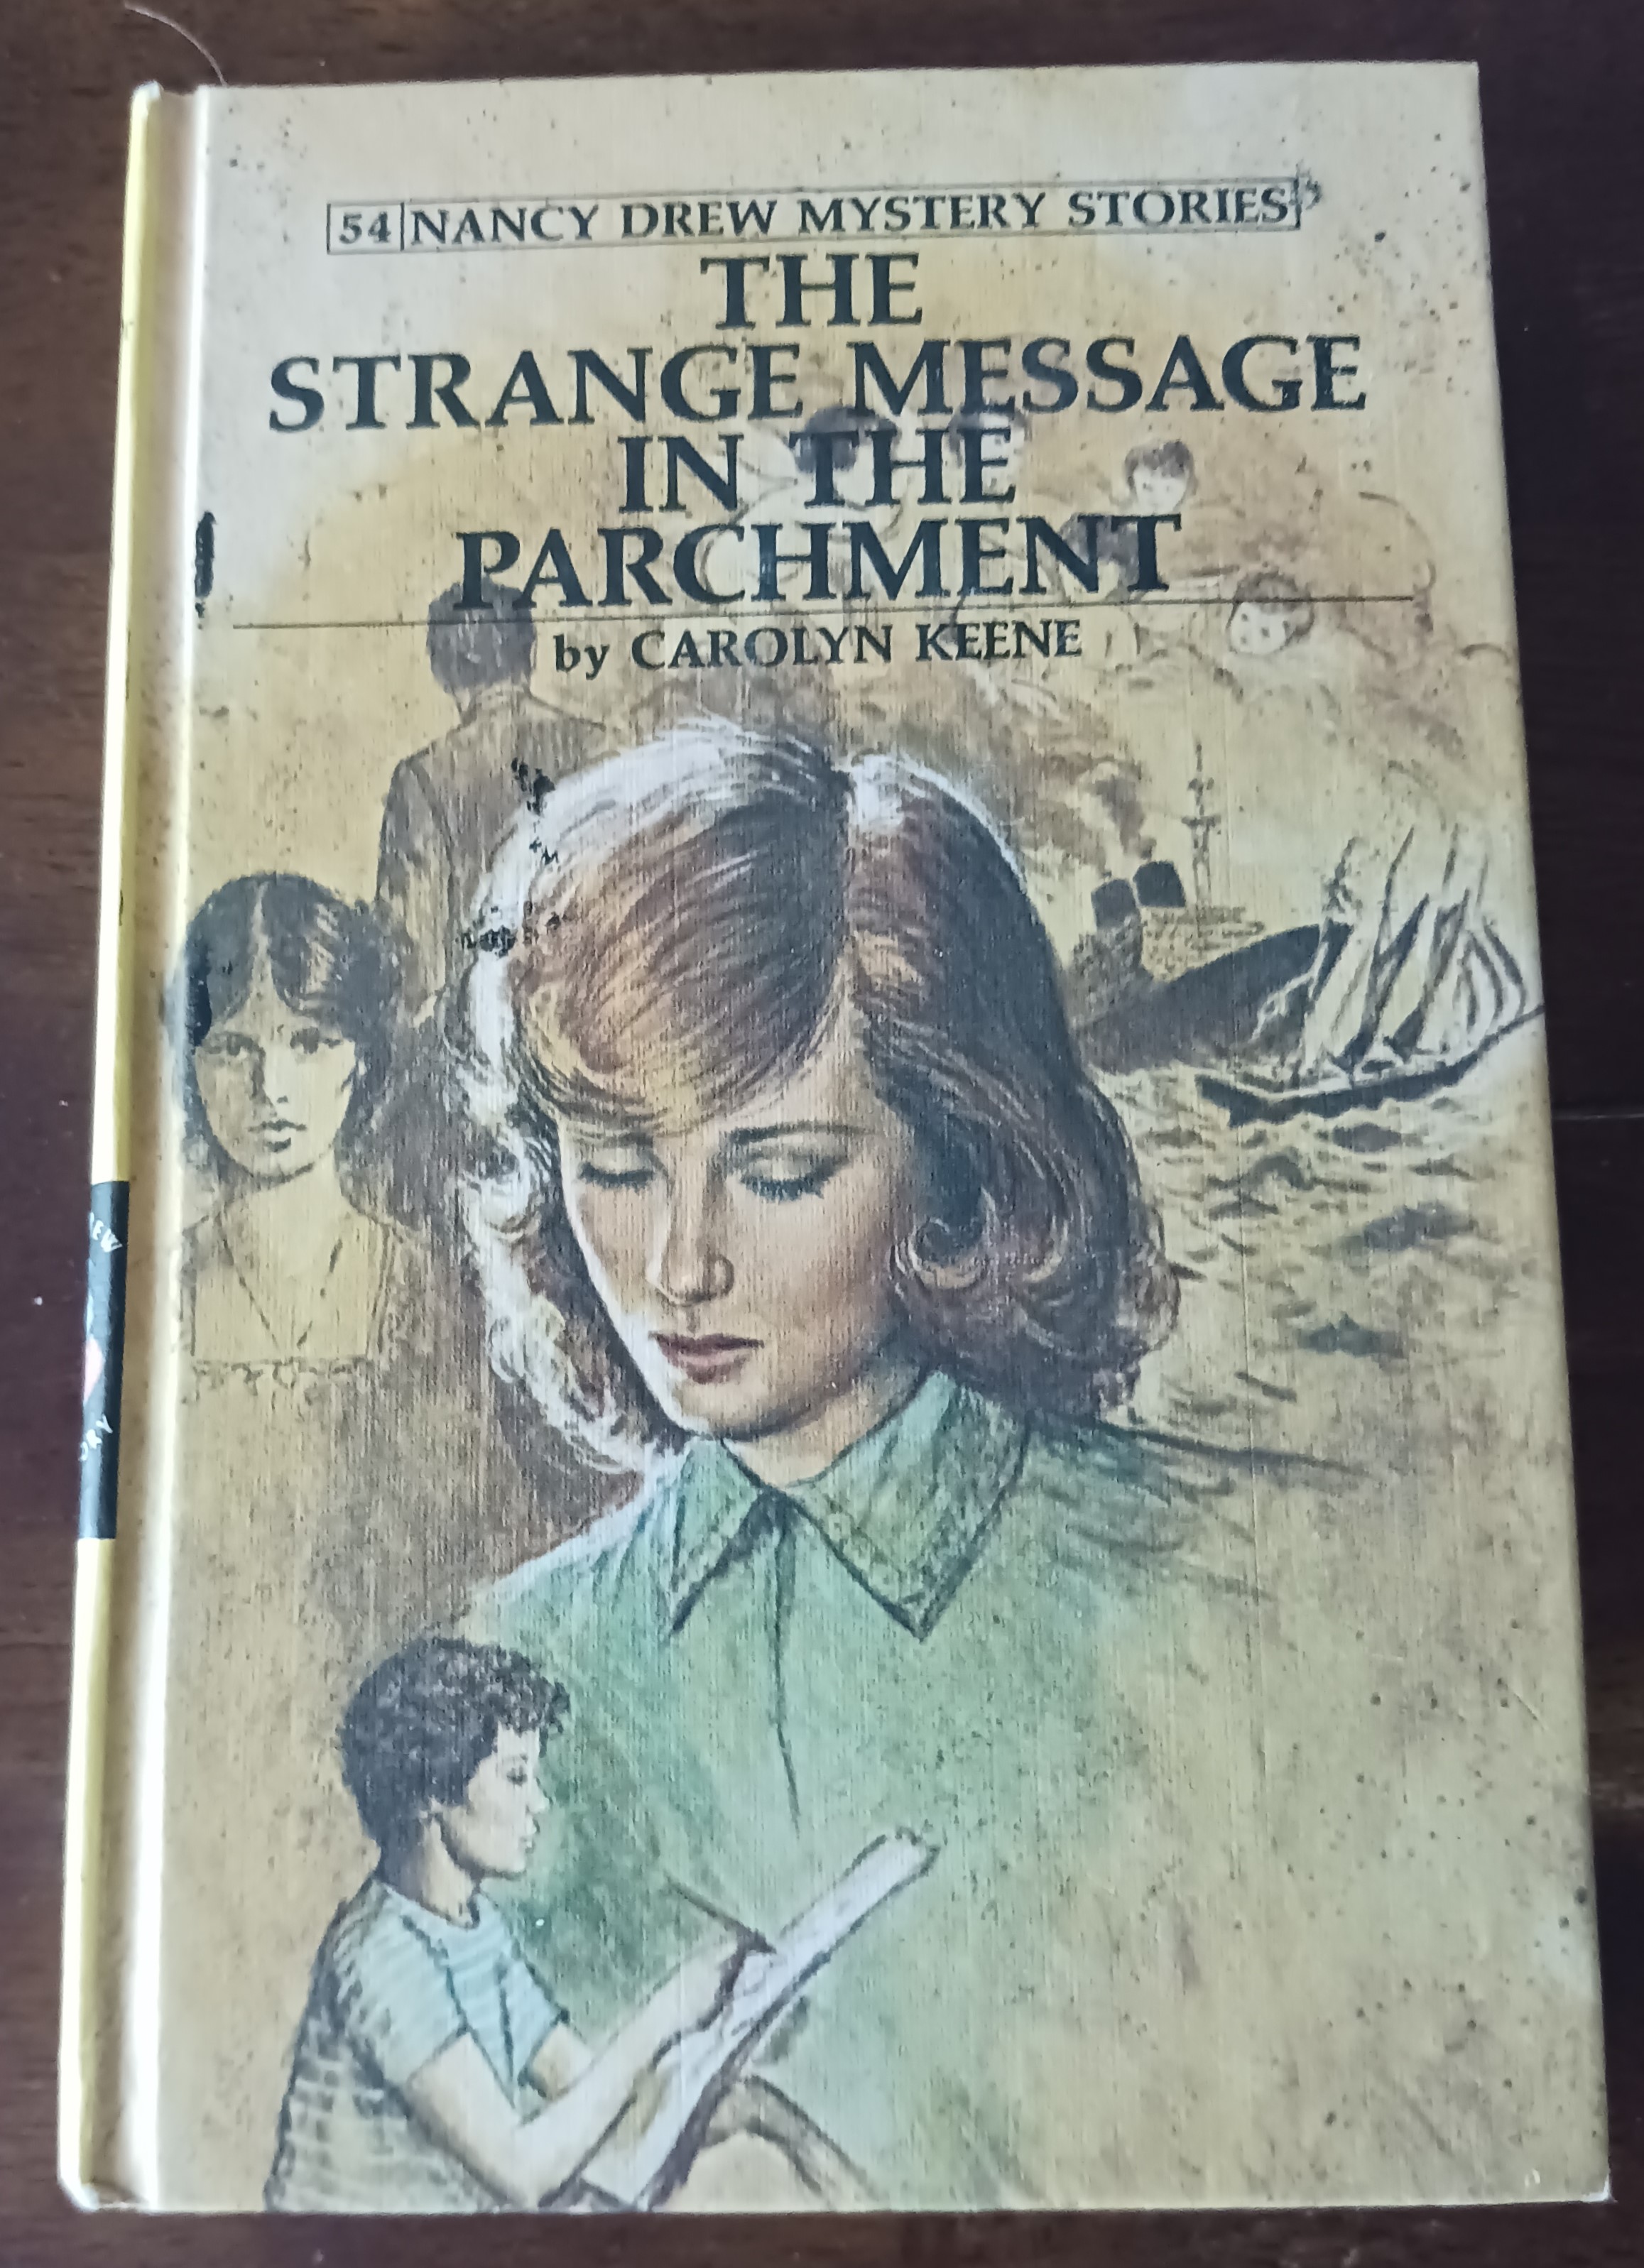 54 NANCY DREW MYSTERY STORIES
THE
STRANGE MESSAGE
IN THE
PARCHMENT
by CAROLYN KEENE